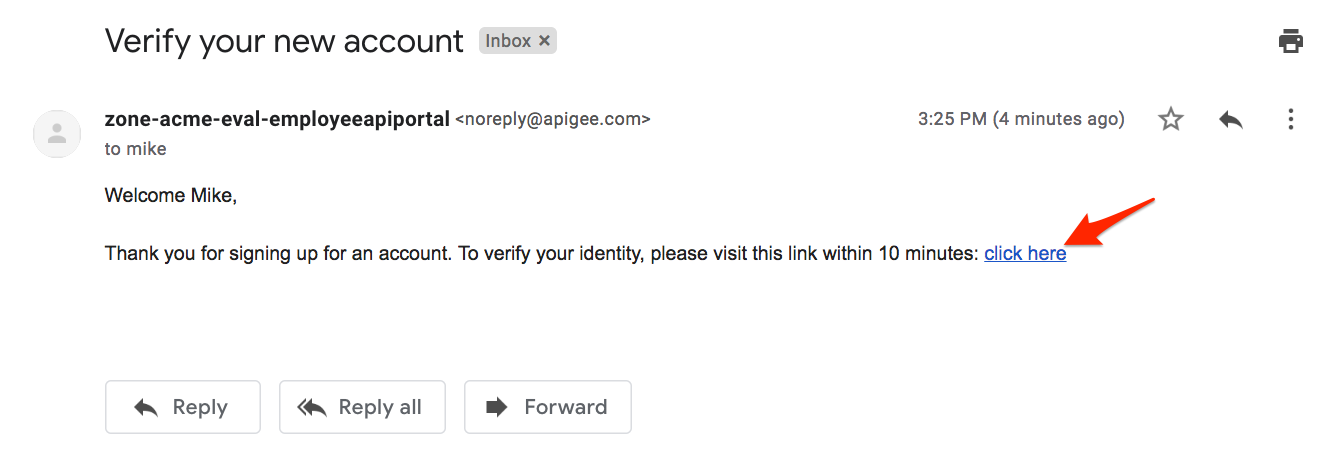 Verify your new account Inbox ×
zone-acme-eval-employeeapiportal <noreply@apigee.com> 3:25 PM (4 minutes ago)
to mike
Welcome Mike,
Thank you for signing up for an account. To verify your identity, please visit this link within 10 minutes: click here
Reply Reply all Forward